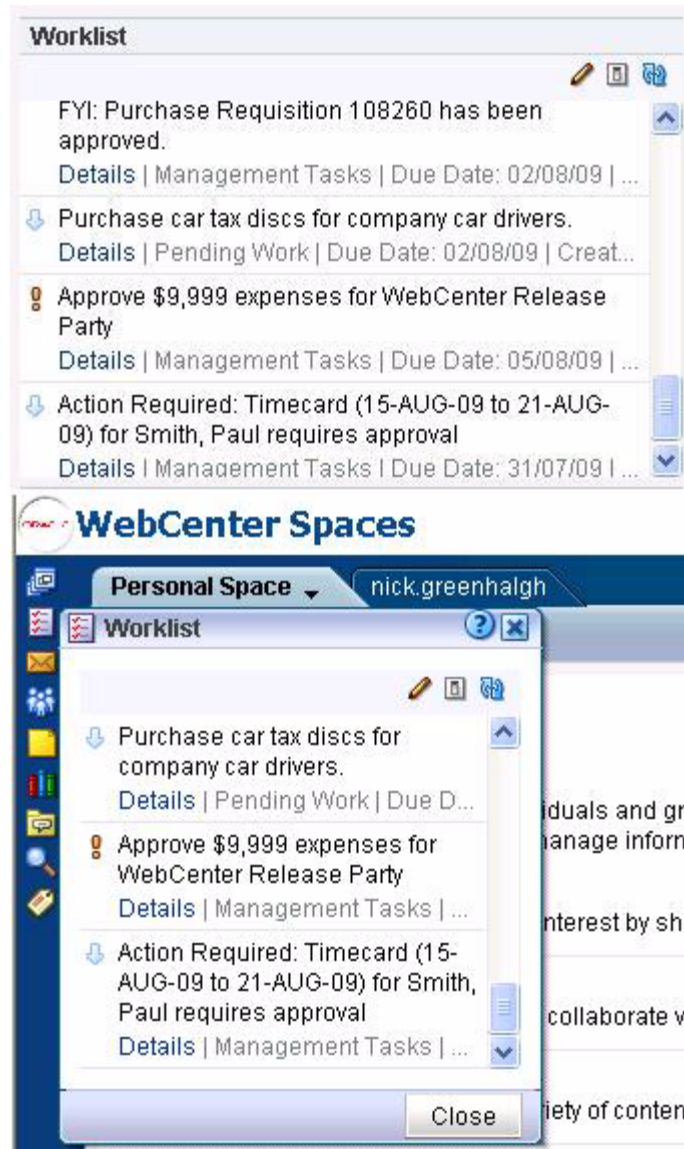 Worklist
FYI: Purchase Requisition 108260 has been
approved.
Details | Management Tasks | Due Date: 02/08/09 | ...
Purchase car tax discs for company car drivers.
Details | Pending Work | Due Date: 02/08/09 | Creat...
Approve $9,999 expenses for WebCenter Release
Party
Details | Management Tasks | Due Date: 05/08/09 | ...
Action Required: Timecard (15-AUG-09 to 21-AUG-
09) for Smith, Paul requires approval
Details | Management Tasks | Due Date: 31/07/09 | ...
WebCenter Spaces
Personal Space
nick.greenhalgh
Worklist
Purchase car tax discs for
company car drivers.
Details | Pending Work | Due D...
Approve $9,999 expenses for
WebCenter Release Party
Details | Management Tasks | ...
Action Required: Timecard (15-
AUG-09 to 21-AUG-09) for Smith,
Paul requires approval
Details | Management Tasks | ...
Close
iduals and gr
anage inform
nterest by sh
collaborate v
iety of conten